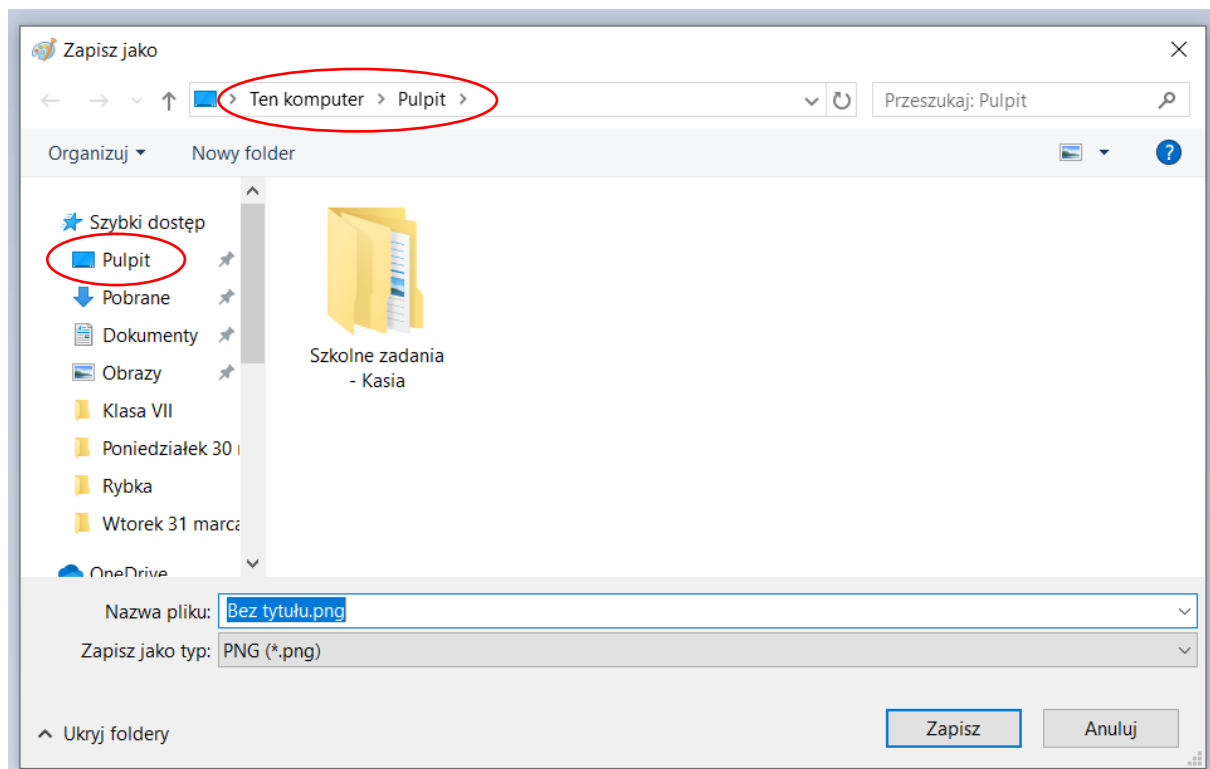 Zapisz jako
Ten komputer > Pulpit >
Przeszukaj: Pulpit
Organizuj
Nowy folder
?
Szybki dostęp
Pulpit
Pobrane
Dokumenty
Obrazy
Klasa VII
Poniedziałek 30
Rybka
Wtorek 31 marca
OneDrive
Szkolne zadania
- Kasia
Nazwa pliku: Bez tytułu.png
Zapisz jako typ: PNG (*.png)
Ukryj foldery
Zapisz
Anuluj